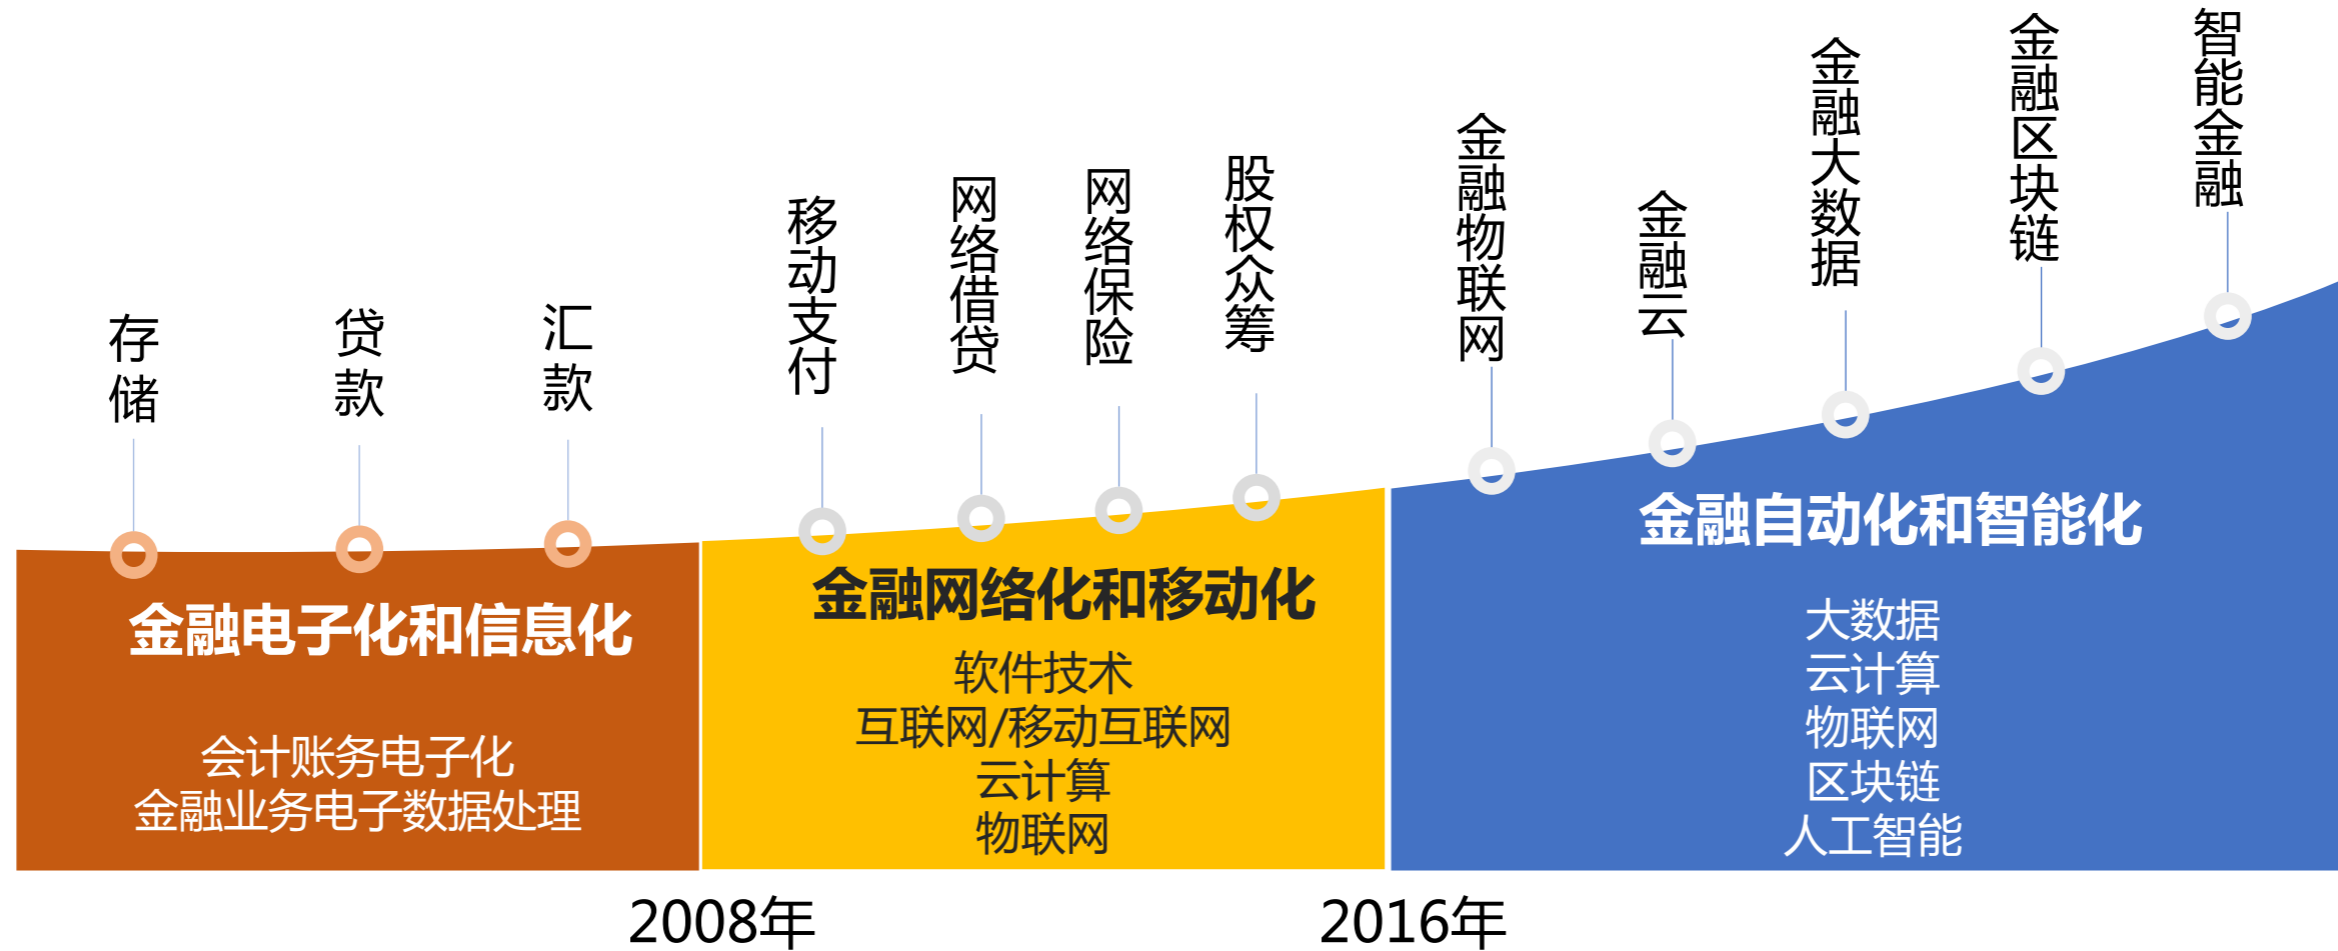 存储
贷款
汇款
移动支付
网络借贷
网络保险
股权众筹
金融物联网
金融云
金融大数据
金融区块链
智能金融
金融电子化和信息化
会计账务电子化
金融业务电子数据处理
金融网络化和移动化
软件技术
互联网/移动互联网
云计算
物联网
金融自动化和智能化
大数据
云计算
物联网
区块链
人工智能
2008年
2016年